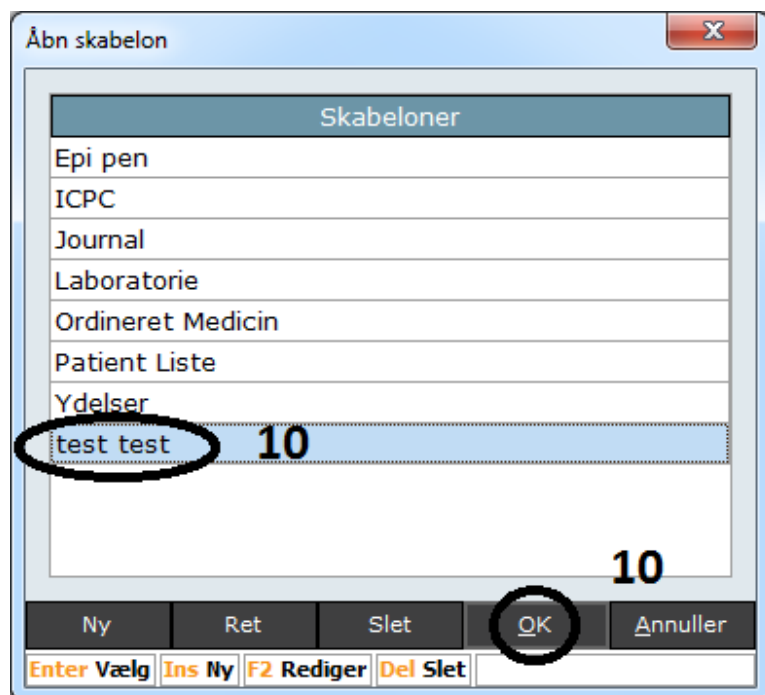 Åbn skabelon
X
Skabeloner
Epi pen
ICPC
Journal
Laboratorie
Ordineret Medicin
Patient Liste
Ydelser
test test 10
10
Ny Ret Slet OK Annuller
Enter Vælg Ins Ny F2 Rediger Del Slet